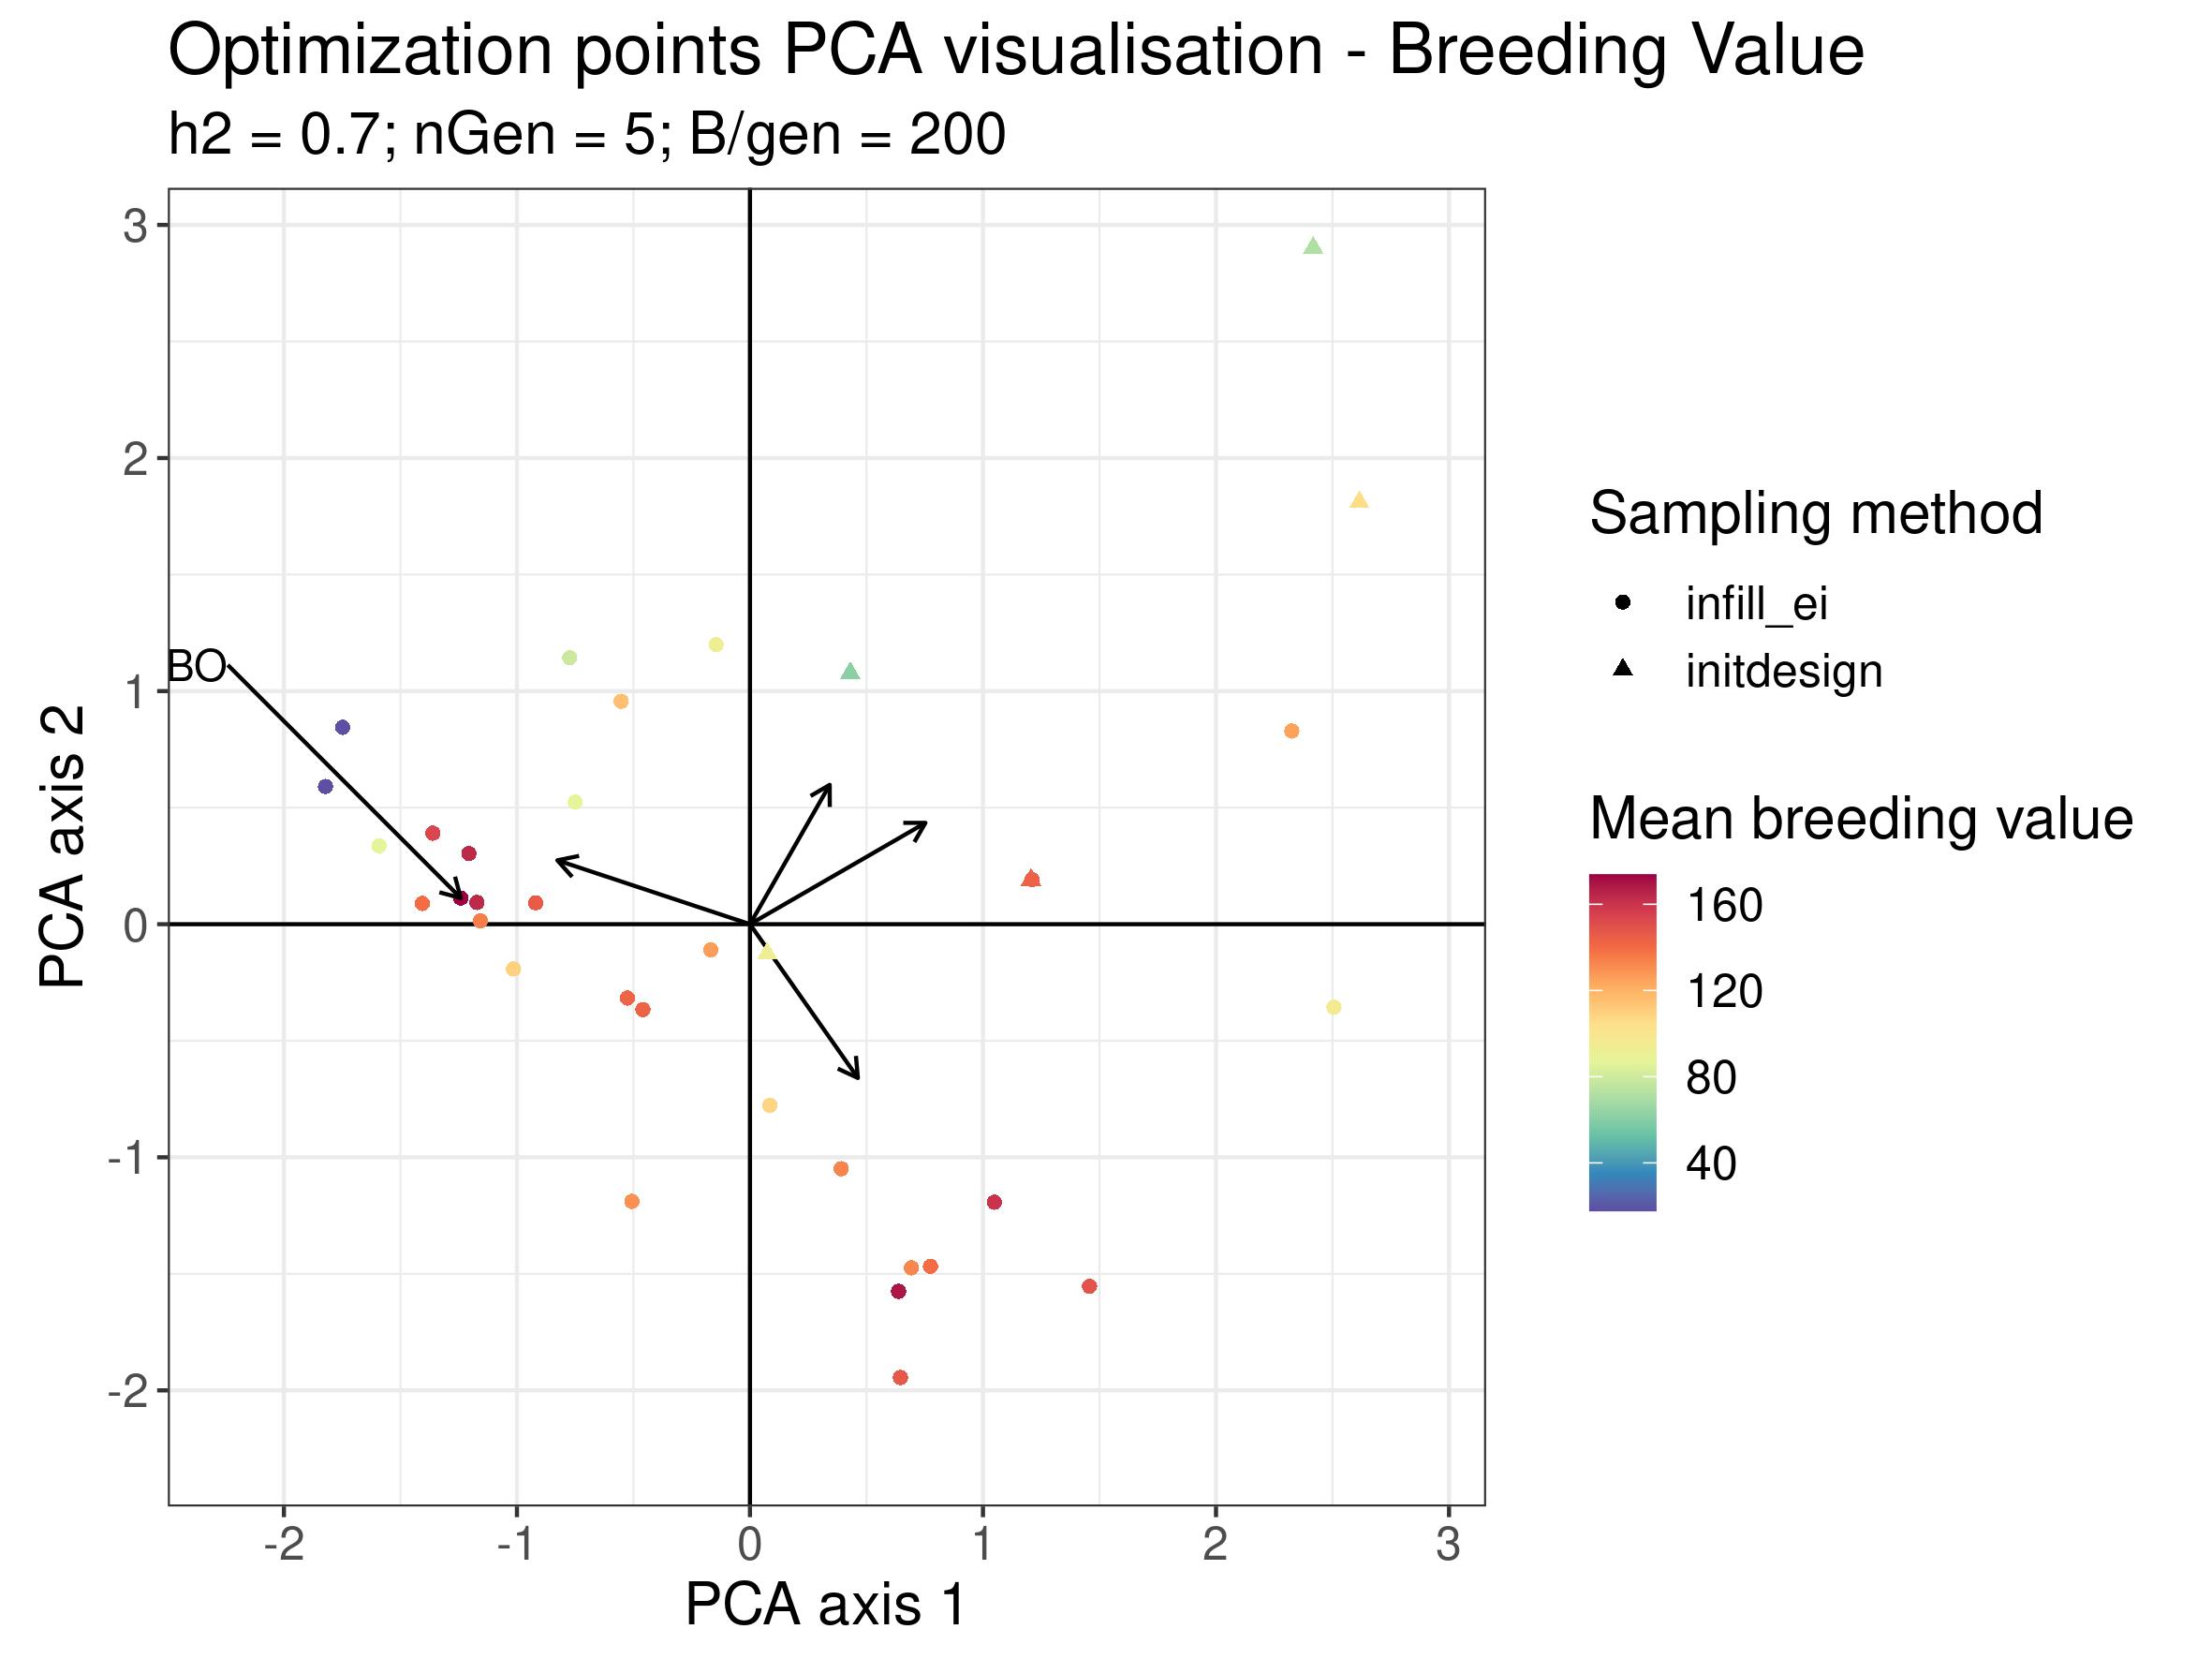 Optimization points PCA visualisation - Breeding Value
h2 = 0.7; nGen = 5; B/gen = 200
3
2
1
0
-1
-2
PCA axis 2
BO
-2 -1 0 1 2 3
PCA axis 1
Sampling method
infill_ei
initdesign
Mean breeding value
160
120
80
40